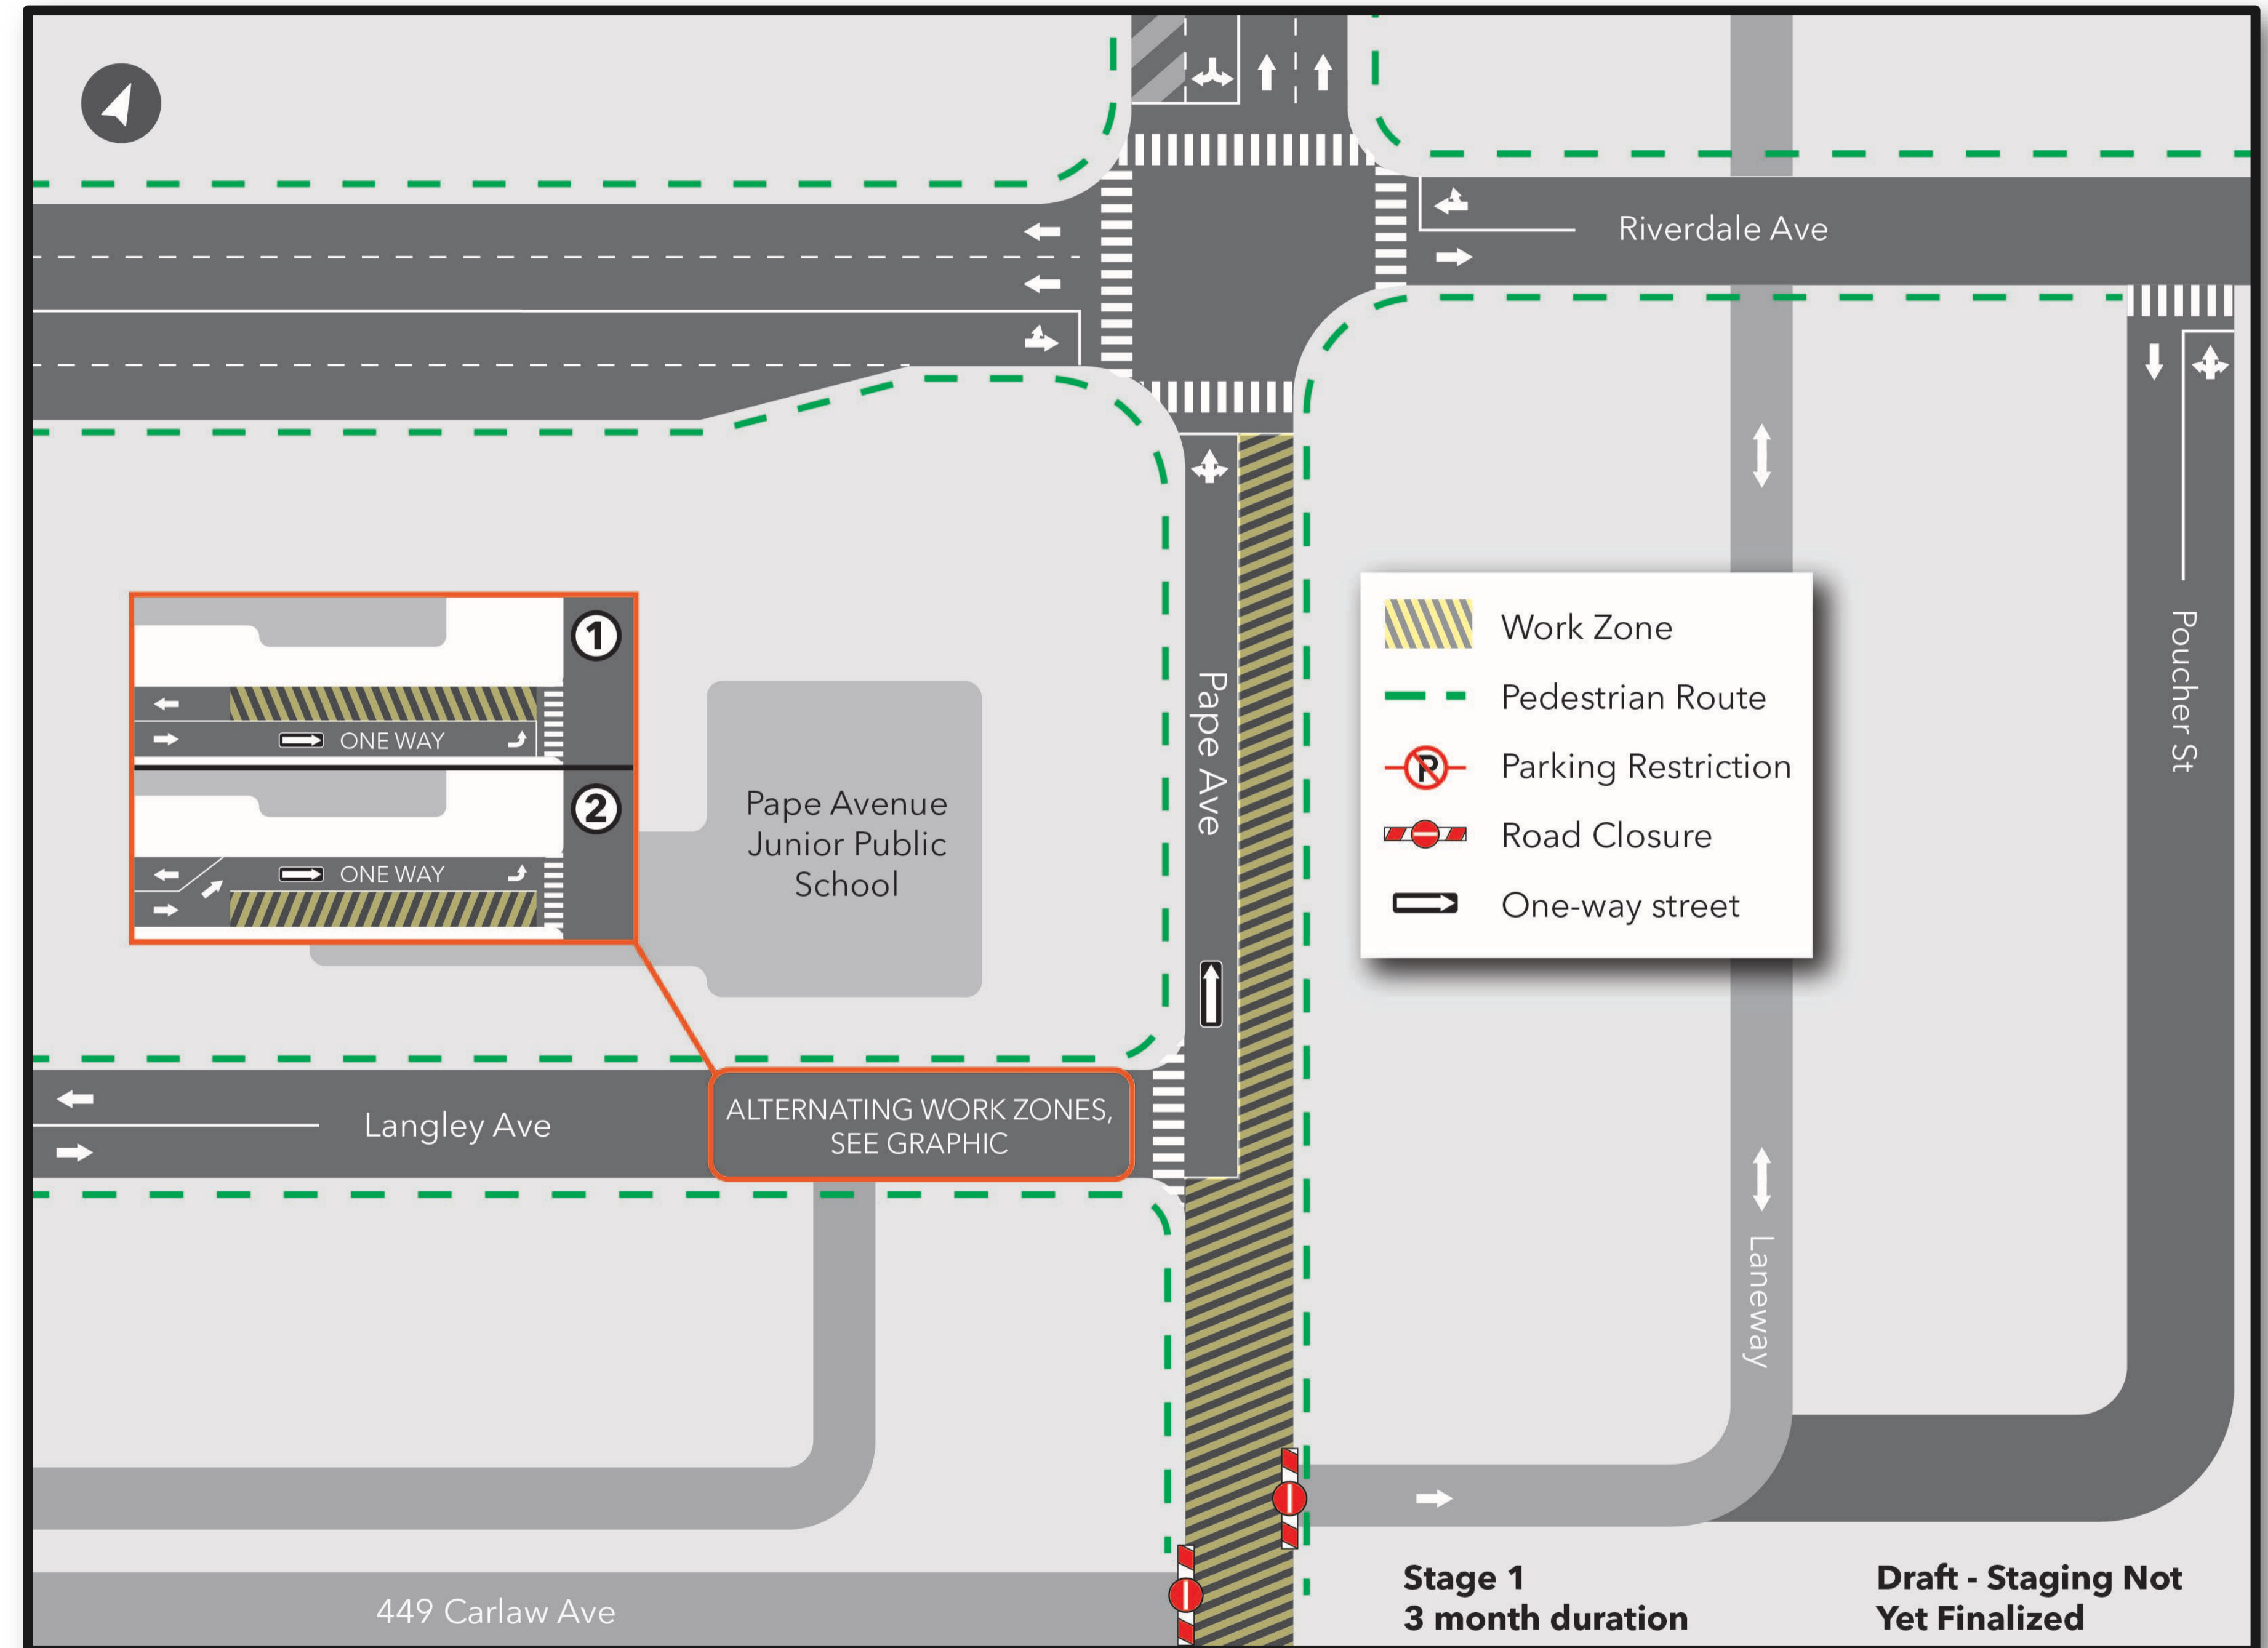 Riverdale Ave
Poucher St
Pape Ave
1
ONE WAY
2
ONE WAY
Pape Avenue
Junior Public
School
Work Zone
Pedestrian Route
P
Parking Restriction
Road Closure
One-way street
ALTERNATING WORK ZONES,
SEE GRAPHIC
Langley Ave
Laneway
449 Carlaw Ave
Stage 1
3 month duration
Draft - Staging Not
Yet Finalized